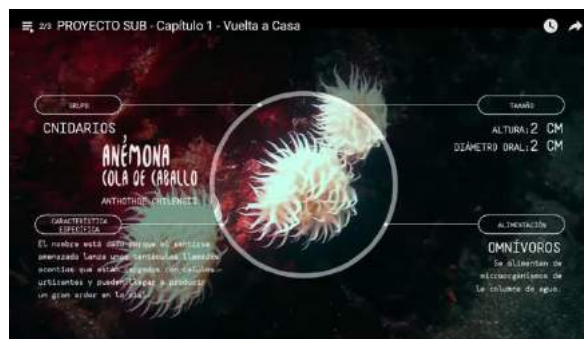 2/3 PROYECTO SUB - Capítulo 1 - Vuelta a Casa
GRUPO
CNIDARIOS
ANÉMONA
COLA DE CABALLO
ANTHOTHOE CHILENSIS
CARACTERÍSTICA
ESPECÍFICA
El nombre está dado porque al sentirse
amenazado lanza unos tentáculos llamados
acontias que están cargados con células
urticantes y pueden llegar a producir
un gran ardor en la piel.
TAMAÑO
ALTURA: 2 CM
DIÁMETRO ORAL: 2 CM
ALIMENTACIÓN
OMNÍVOROS
Se alimentan de
microorganismos de
la columna de agua.